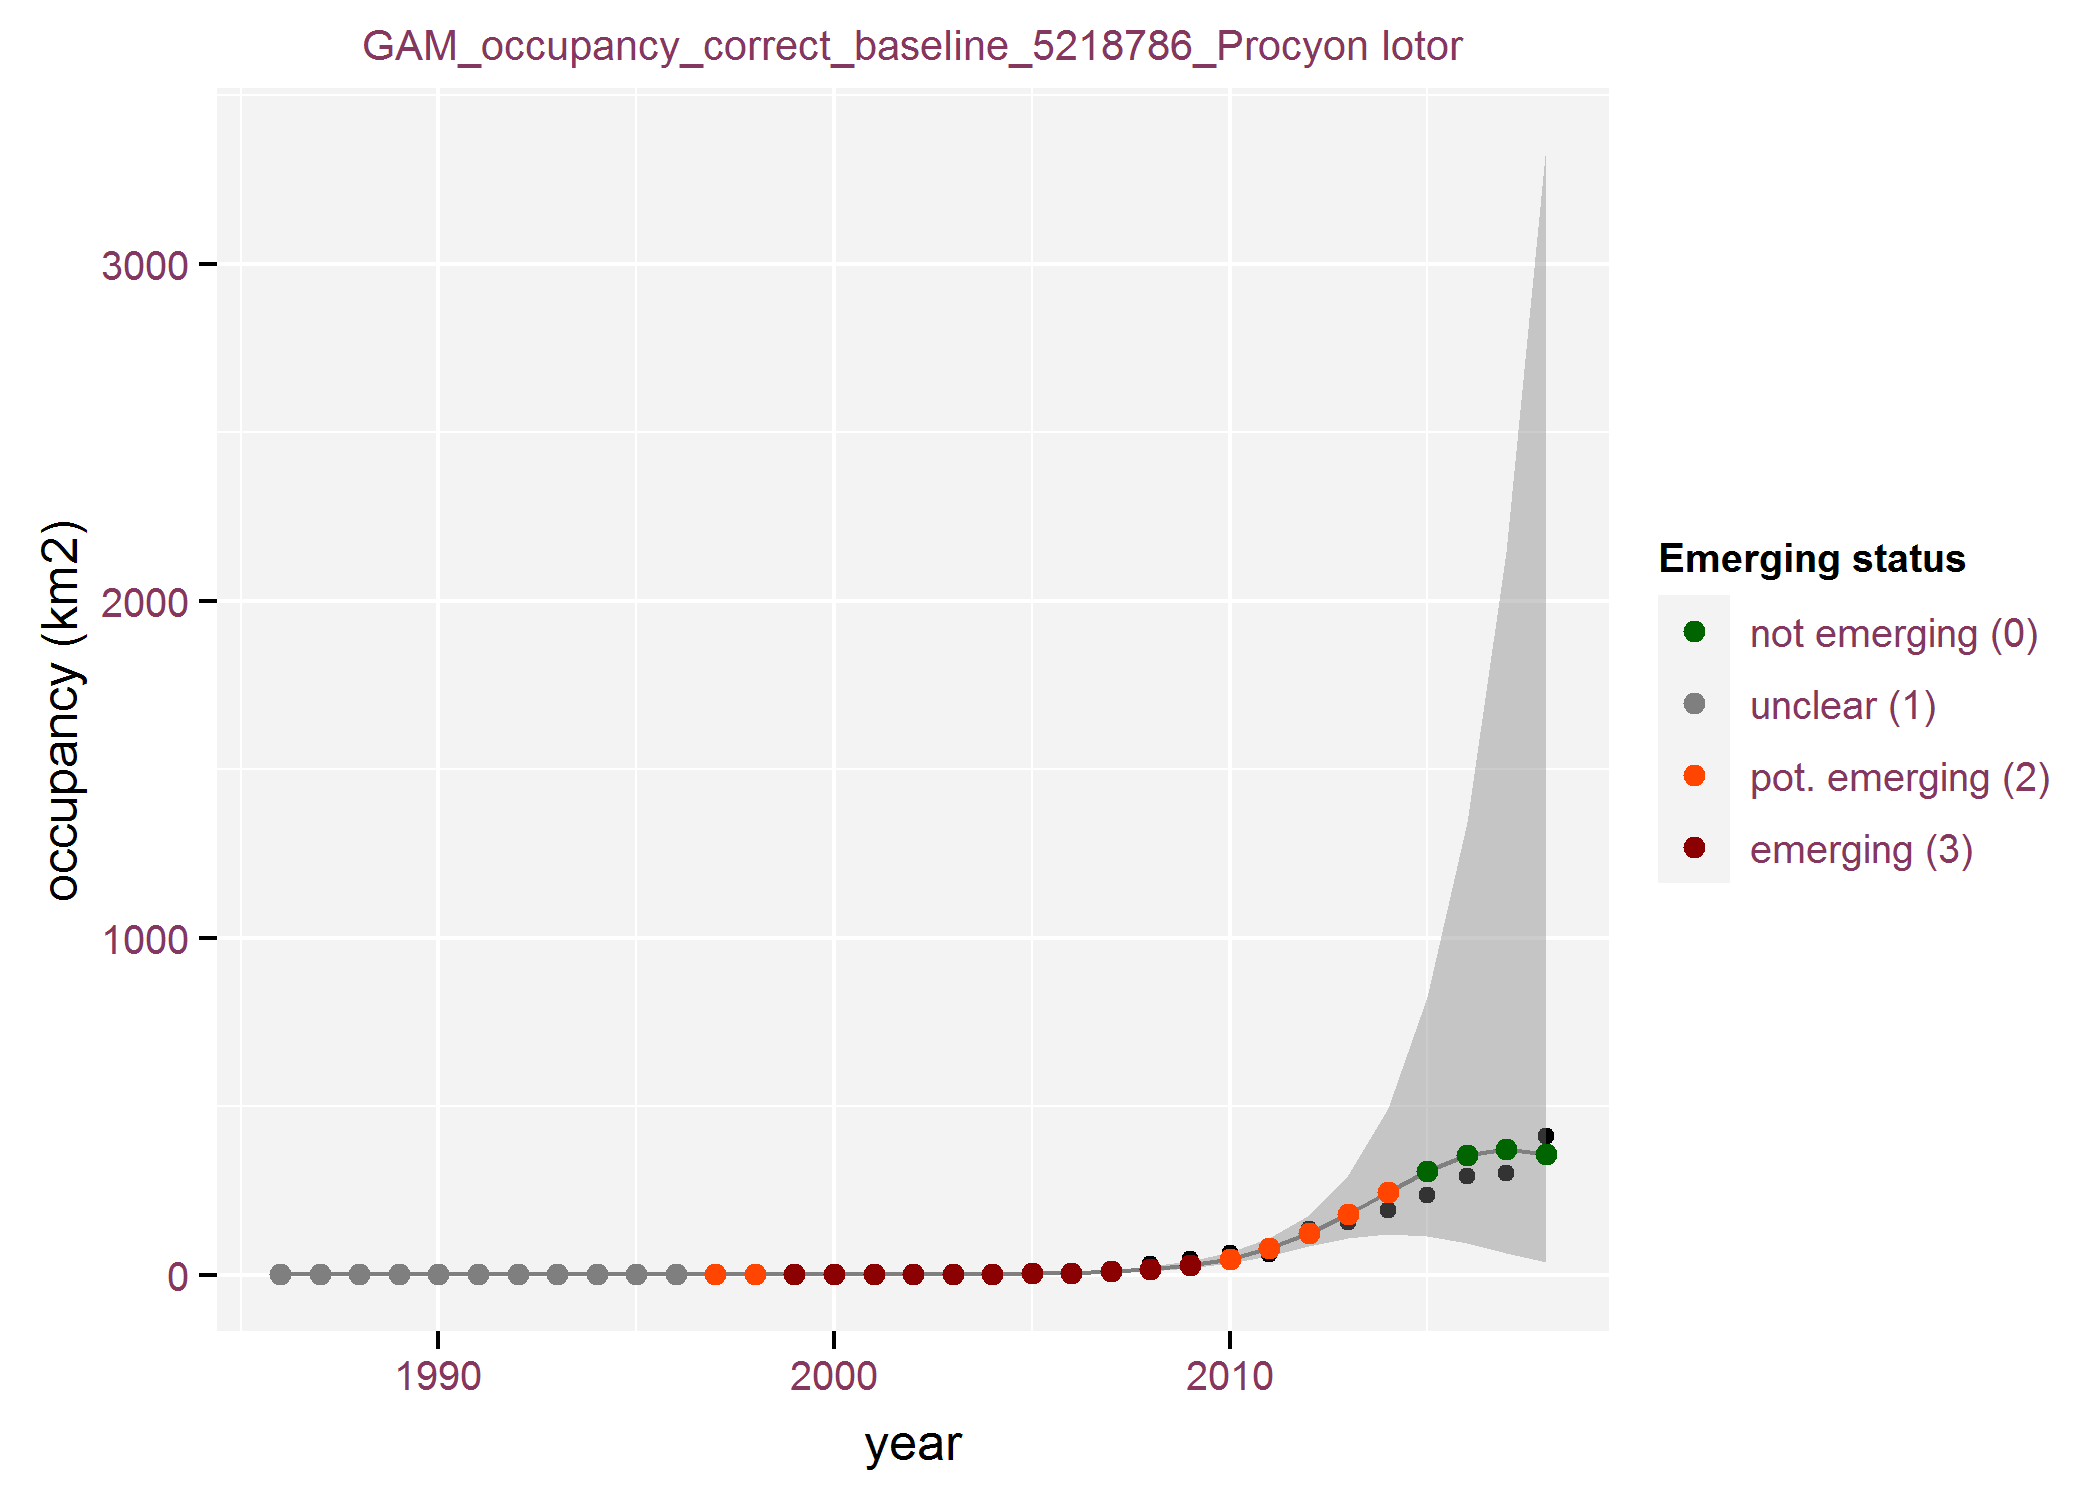 GAM_occupancy_correct_baseline_5218786_Procyon lotor
occupancy (km2)
3000
2000
1000
0
1990
2000
2010
year
Emerging status
not emerging (0)
unclear (1)
pot. emerging (2)
emerging (3)